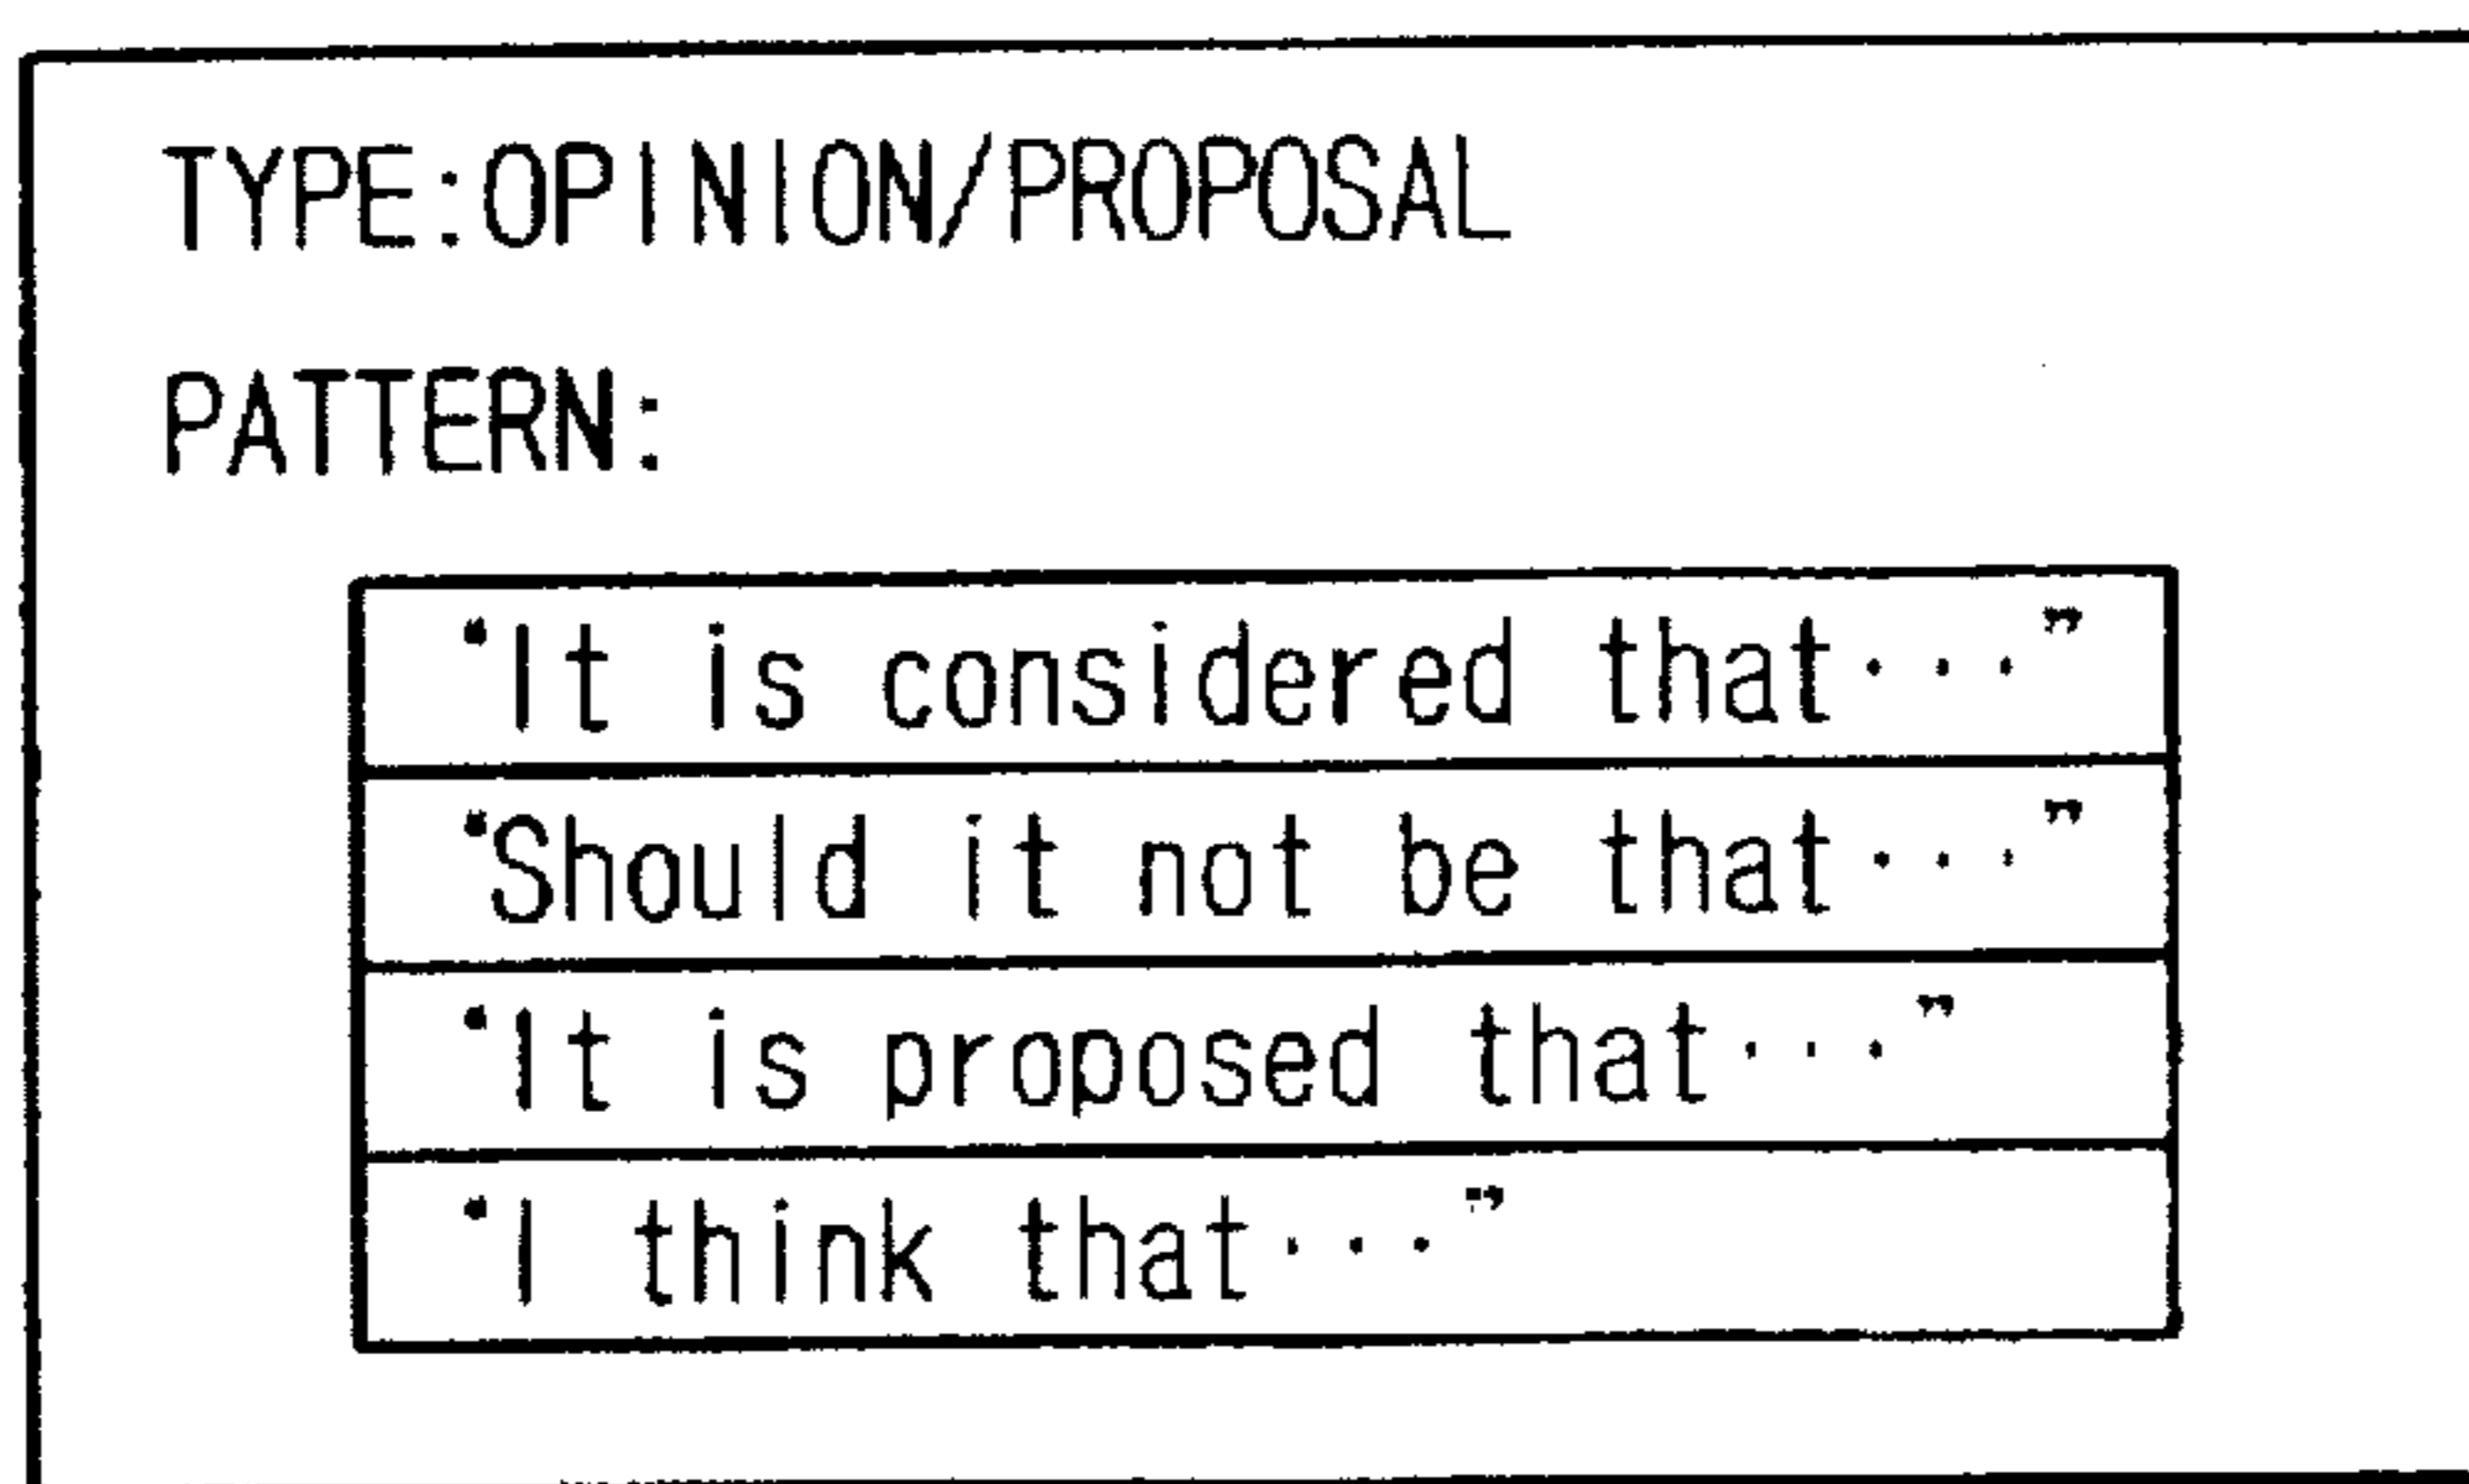 TYPE:OPINION/PROPOSAL
PATTERN:
“It is considered that···”
“Should it not be that···”
“It is proposed that···”
“I think that···”